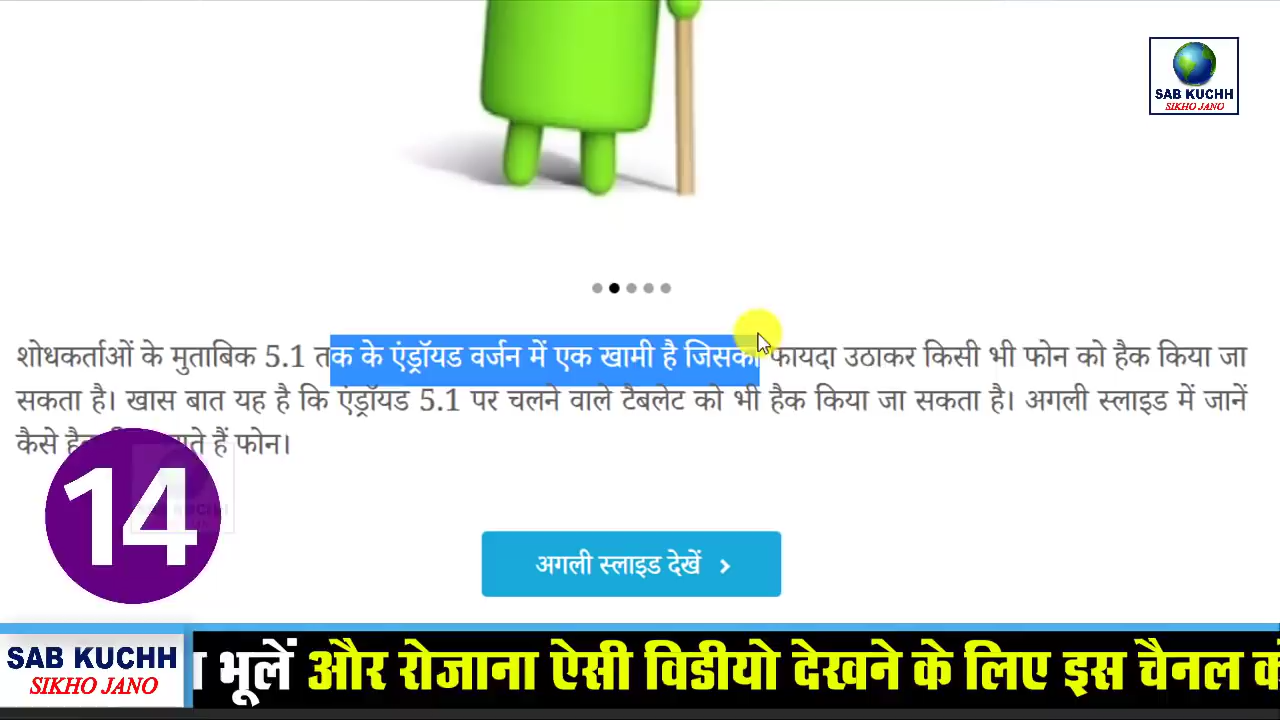 SAB KUCHH
SIKHO JANO
शोधकर्ताओं के मुताबिक 5.1 तक के एंड्रॉयड वर्जन में एक खामी है जिसका फायदा उठाकर किसी भी फोन को हैक किया जा
सकता है। खास बात यह है कि एंड्रॉयड 5.1 पर चलने वाले टैबलेट को भी हैक किया जा सकता है। अगली स्लाइड में जानें
कैसे हैं फोन।
14
अगली स्लाइड देखें
SAB KUCHH
SIKHO JANO
भूलें और रोजाना ऐसी विडीयो देखने के लिए इस चैनल